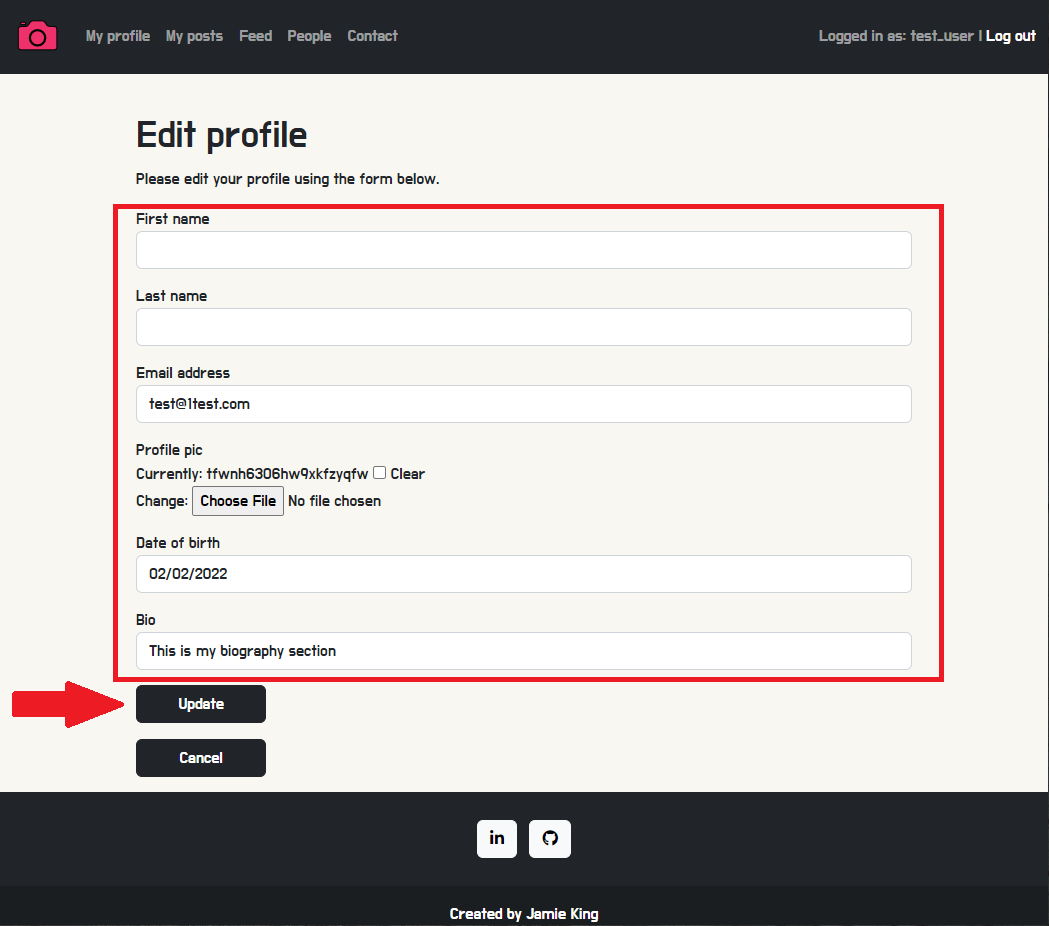 My profile My posts Feed People Contact Logged in as: test_user | Log out
Edit profile
Please edit your profile using the form below.
First name
Last name
Email address
test@1test.com
Profile pic
Currently: tfwnh6306hw9xkfzyqfw Clear
Change: Choose File No file chosen
Date of birth
02/02/2022
Bio
This is my biography section
Update
Cancel
in
Created by Jamie King